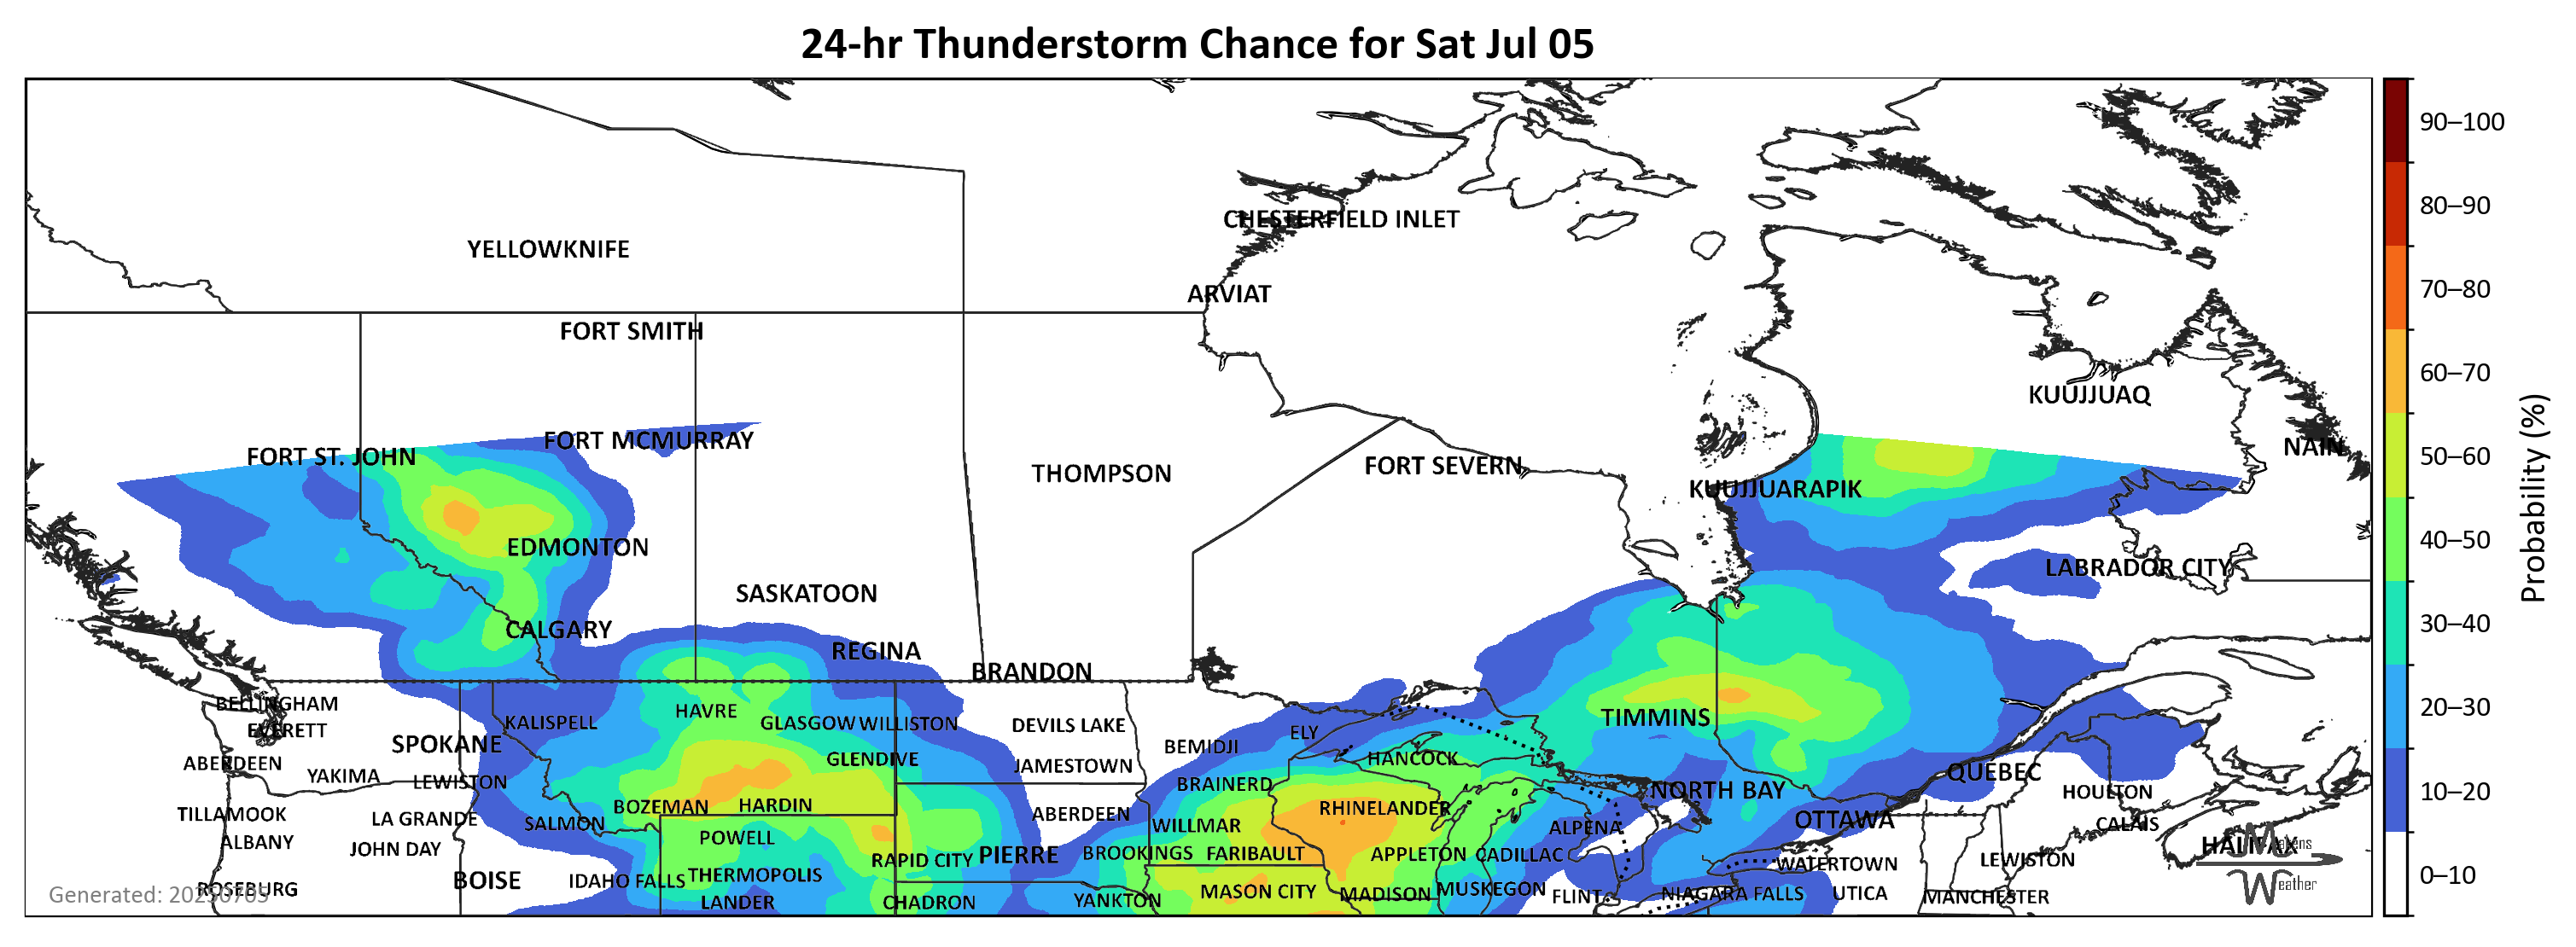 24-hr Thunderstorm Chance for Sat Jul 05
CHESTERFIELD INLET
YELLOWKNIFE
ARVIAT
FORT SMITH
KUUJJUAQ
FORT MCMURRAY
NAIN
FORT ST. JOHN
FORT SEVERN
THOMPSON
KUUJJUARAPIK
EDMONTON
LABRADOR CITY
SASKATOON
CALGARY
REGINA
BRANDON
BELLINGHAM
HAVRE
TIMMINS
KALISPELL
GLASGOW
WILLISTON
DEVILS LAKE
EVERETT
ELY
SPOKANE
BEMIDJI
GLENDIVE
HANCOCK
ABERDEEN
JAMESTOWN
QUÉBEC
YAKIMA
LEWISTON
BRAINERD
NORTH BAY
HOULTON
BOZEMAN
HARDIN
RHINELANDER
TILLAMOOK
LA GRANDE
ABERDEEN
OTTAWA
SALMON
WILLMAR
ALPENA
CALAIS
POWELL
ALBANY
HALIFAX
JOHN DAY
BROOKINGS
FARIBAULT
APPLETON
CADILLAC
RAPID CITY
PIERRE
WATERTOWN
LEWISTON
BOISE
IDAHO FALLS
THERMOPOLIS
ROSEBURG
MASON CITY
MADISON
MUSKEGON
FLINT
NIAGARA FALLS
UTICA
MANCHESTER
LANDER
CHADRON
YANKTON
Generated: 20250705
Weather
90–100
80–90
70–80
60–70
50–60
40–50
30–40
20–30
10–20
0–10
Probability (%)